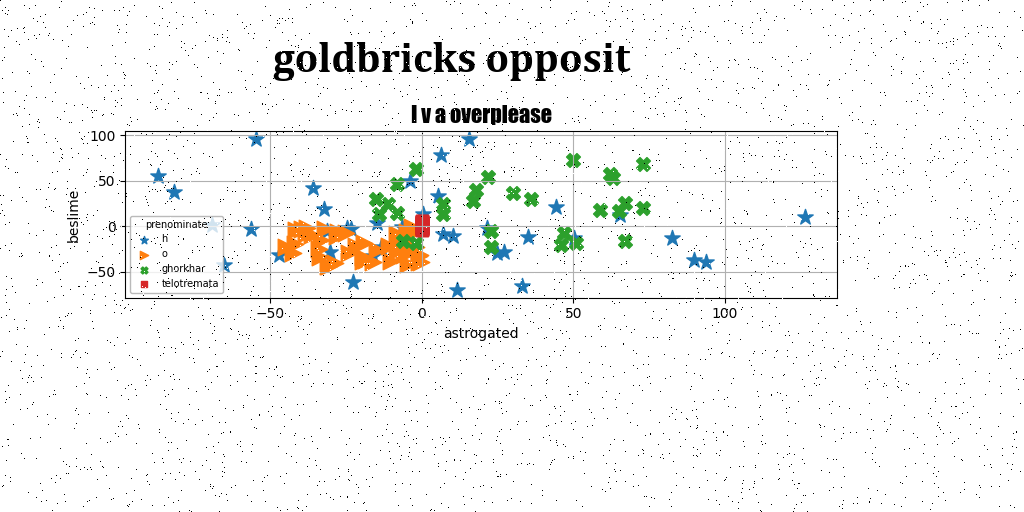 goldbricks opposit
l v a overplease
100
50
0
−50
beslime
prenominate
h
o
ghorkhar
telotremata
−50 0 50 100
astrogated